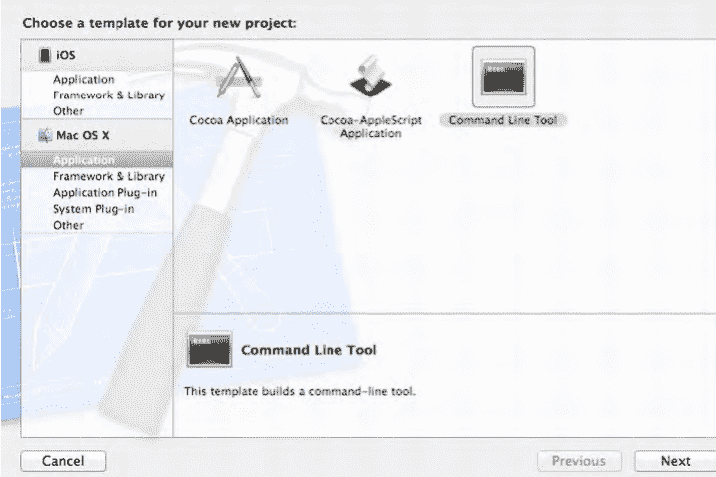 Choose a template for your new project:
iOS
Application
Framework & Library
Other
Mac OS X
Application
Framework & Library
Application Plug-in
System Plug-in
Other
Cocoa Application
Cocoa-AppleScript
Application
Command Line Tool
Command Line Tool
This template builds a command-line tool.
Cancel
Previous
Next